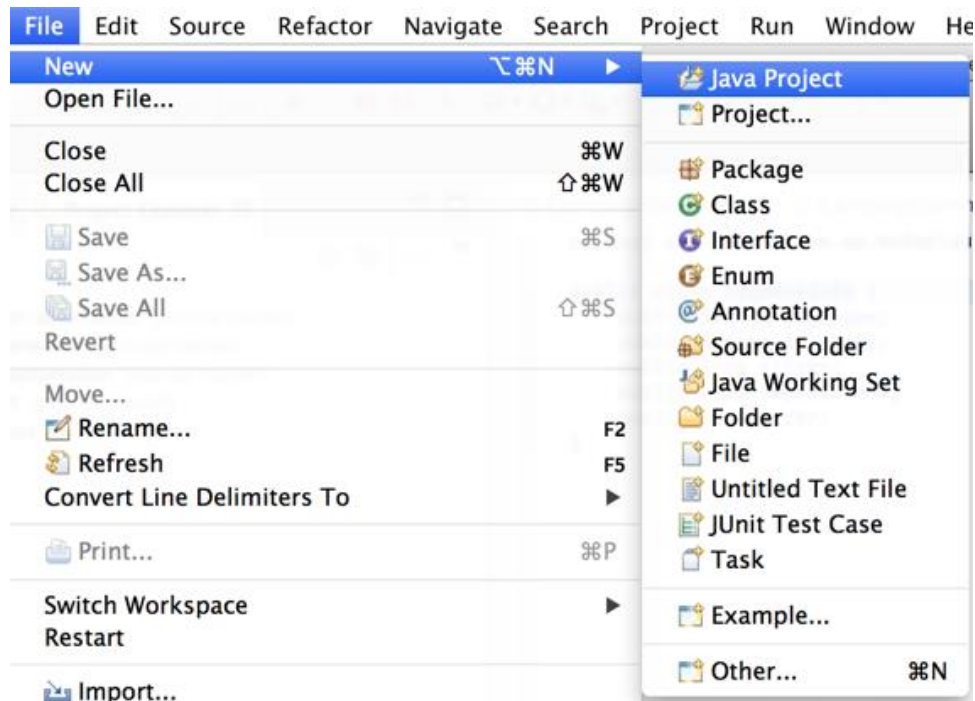 File Edit Source Refactor Navigate Search Project Run Window He
New ⌥⌘N ▶
Open File...
Close ⌘W
Close All ⇧⌘W
Save ⌘S
Save As...
Save All ⇧⌘S
Revert
Move...
Rename... F2
Refresh F5
Convert Line Delimiters To ▶
Print... ⌘P
Switch Workspace ▶
Restart
Import...
Java Project
Project...
Package
Class
Interface
Enum
Annotation
Source Folder
Java Working Set
Folder
File
Untitled Text File
JUnit Test Case
Task
Example...
Other... ⌘N